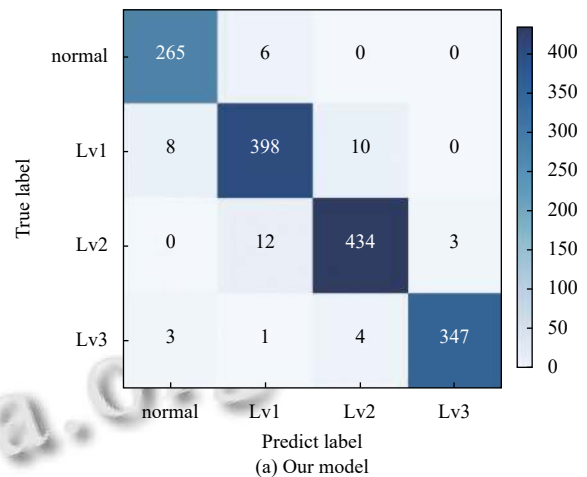 normal 265 6 0 0
Lv1 8 398 10 0
Lv2 0 12 434 3
Lv3 3 1 4 347
normal Lv1 Lv2 Lv3
True label
Predict label
400
350
300
250
200
150
100
50
0
(a) Our model